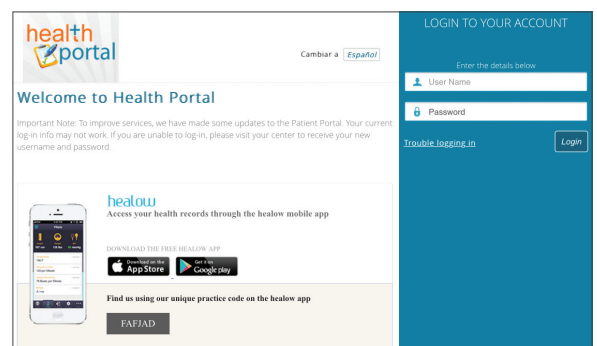 health
portal
Cambiar a Español
Welcome to Health Portal
Important Note: To improve services, we have made some updates to the Patient Portal. Your current
log-in info may not work. If you are unable to log-in, please visit your center to receive your new
username and password.
healow
Access your health records through the healow mobile app
DOWNLOAD THE FREE HEALOW APP
Download on the
App Store
Get it on
Google play
Find us using our unique practice code on the healow app
FAFJAD
LOGIN TO YOUR ACCOUNT
Enter the details below
User Name
Password
Trouble logging in
Login